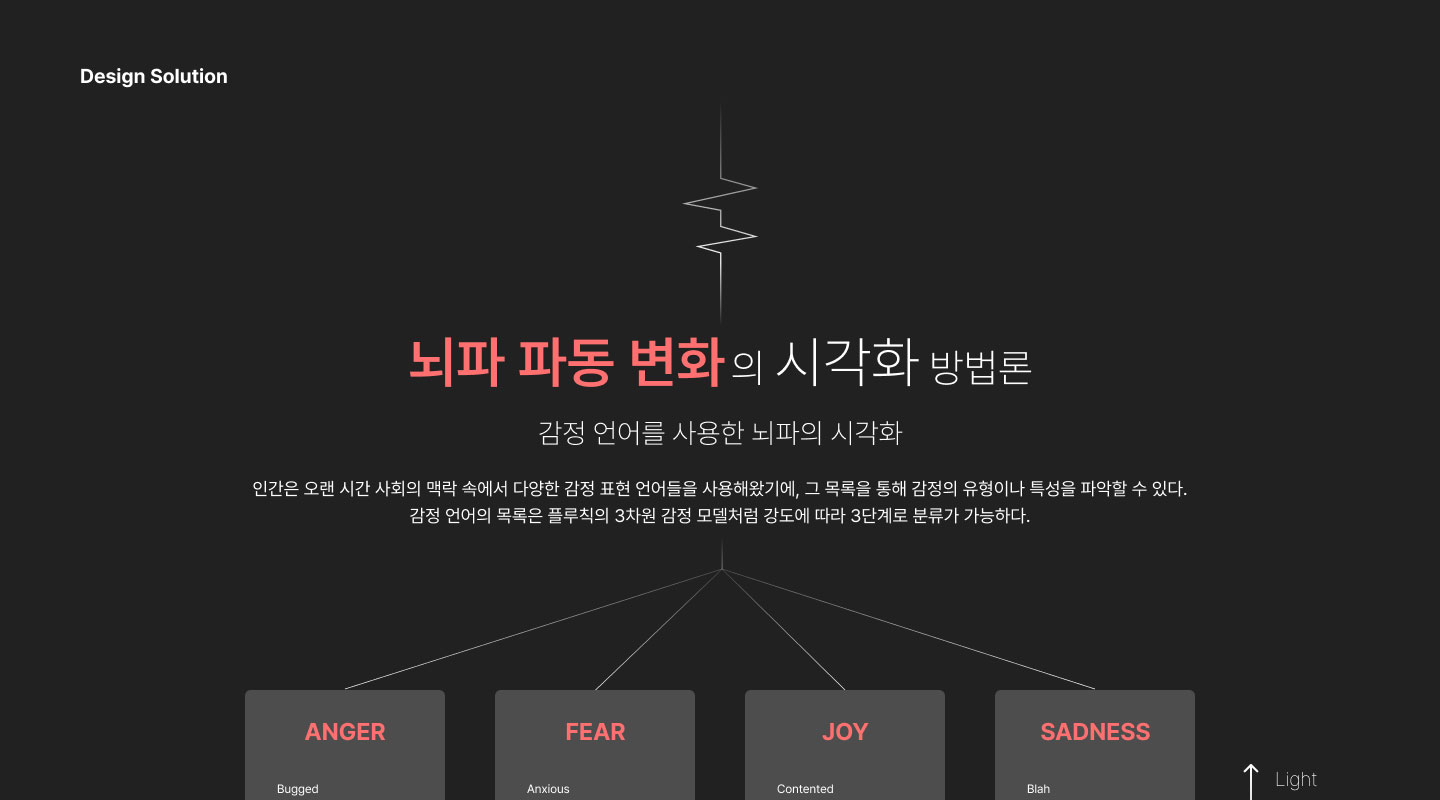 Design Solution
뇌파 파동 변화의 시각화 방법론
감정 언어를 사용한 뇌파의 시각화
인간은 오랜 시간 사회의 맥락 속에서 다양한 감정 표현 언어들을 사용해왔기에, 그 목록을 통해 감정의 유형이나 특성을 파악할 수 있다.
감정 언어의 목록은 플루칙의 3차원 감정 모델처럼 강도에 따라 3단계로 분류가 가능하다.
ANGER FEAR JOY SADNESS
Light
Bugged Anxious Contented Blah